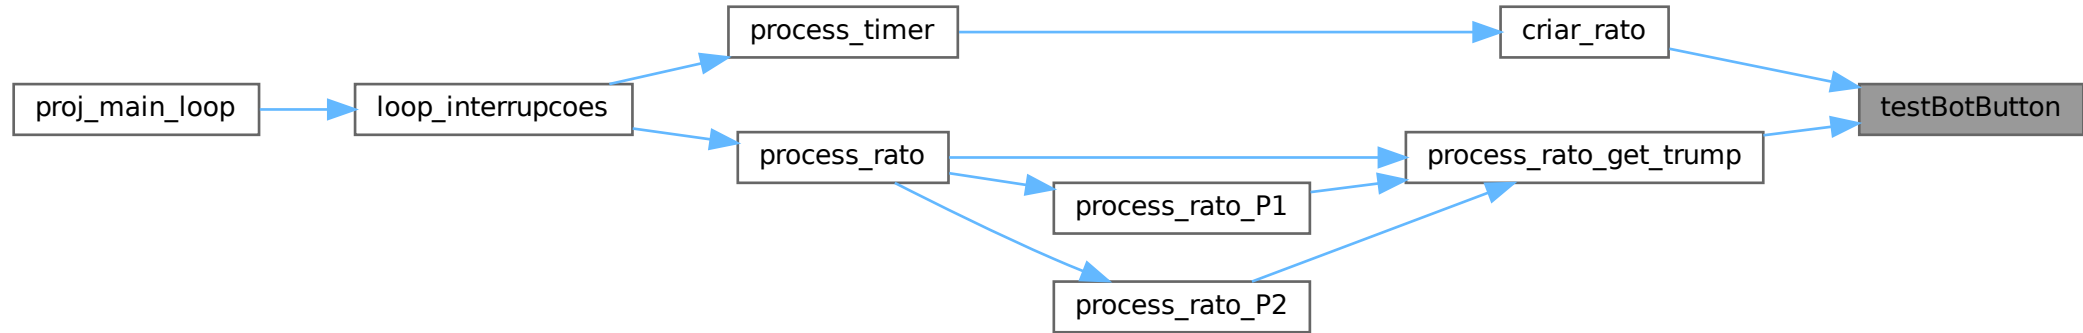 process_timer
criar_rato
proj_main_loop
loop_interrupcoes
testBotButton
process_rato
process_rato_get_trump
process_rato_P1
process_rato_P2